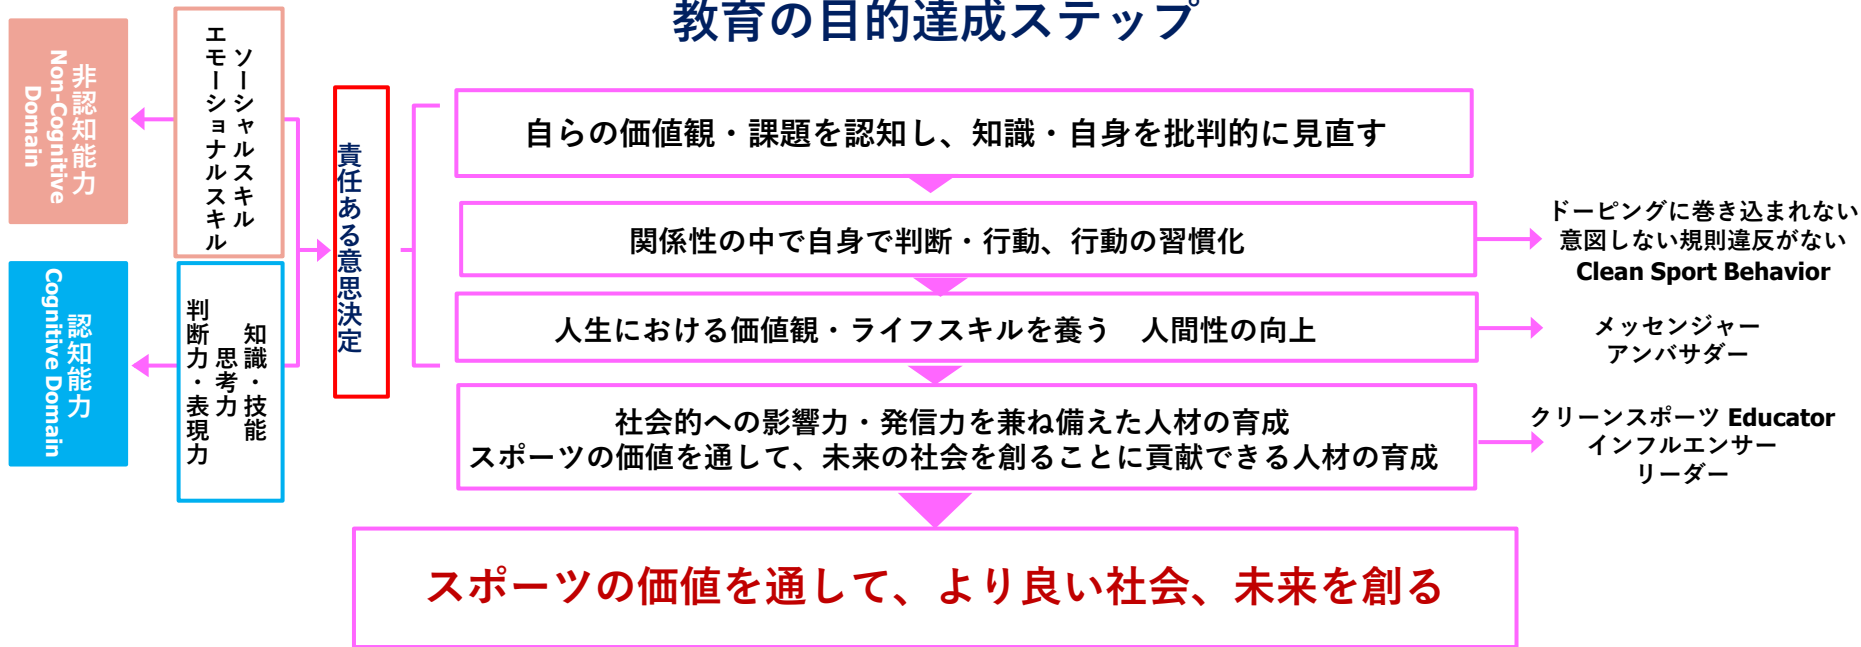 教育の目的達成ステップ
非認知能力
Non-Cognitive
Domain
ソーシャルスキル
エモーショナルスキル
認知能力
Cognitive Domain
知識・技能
思考力
判断力・表現力
責任ある意思決定
自らの価値観・課題を認知し、知識・自身を批判的に見直す
関係性の中で自身で判断・行動、行動の習慣化
ドーピングに巻き込まれない
意図しない規則違反がない
Clean Sport Behavior
人生における価値観・ライフスキルを養う　人間性の向上
メッセンジャー
アンバサダー
社会的への影響力・発信力を兼ね備えた人材の育成
スポーツの価値を通して、未来の社会を創ることに貢献できる人材の育成
クリーンスポーツ Educator
インフルエンサー
リーダー
スポーツの価値を通して、より良い社会、未来を創る